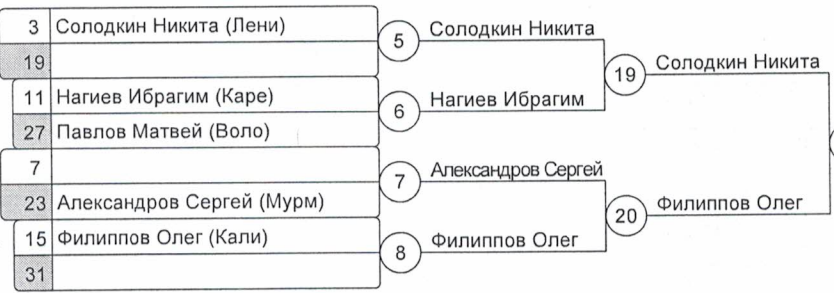 3 Солодкин Никита (Лени)
19
5
Солодкин Никита
11 Нагиев Ибрагим (Каре)
27 Павлов Матвей (Воло)
6
Нагиев Ибрагим
19
Солодкин Никита
7
23 Александров Сергей (Мурм)
7
Александров Сергей
15 Филиппов Олег (Кали)
31
8
Филиппов Олег
20
Филиппов Олег